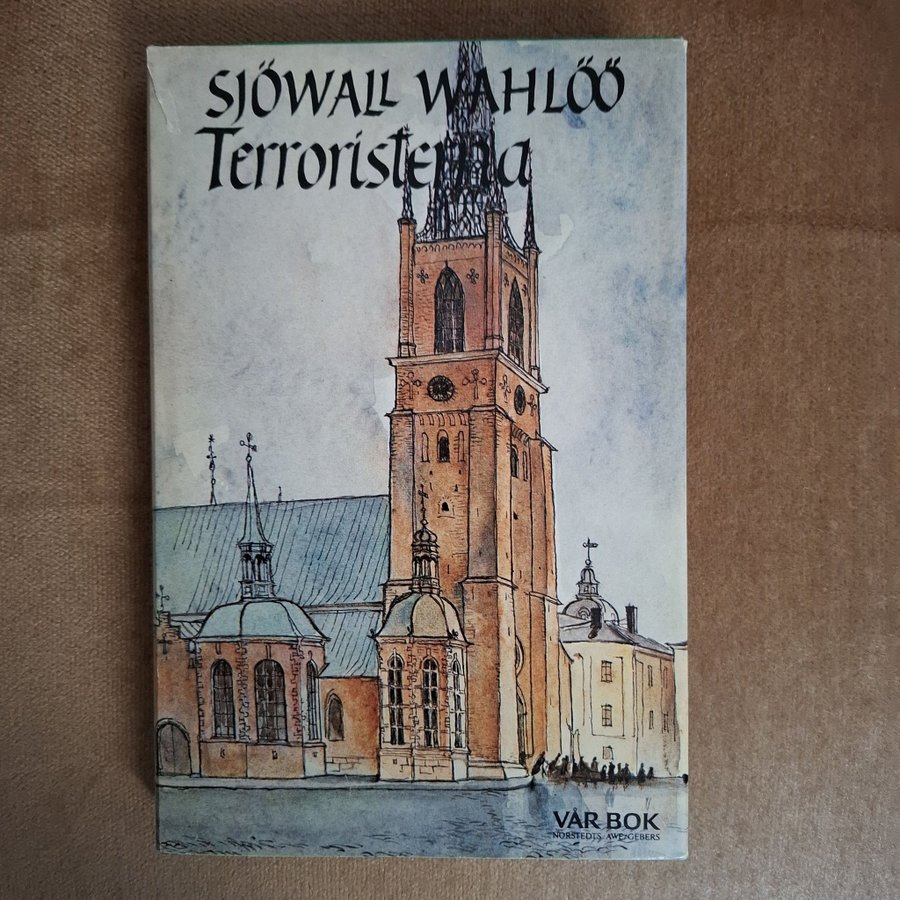 SJÖWALL WAHLÖÖ
Terroristerna
VÅR BOK
NORSTEDTS AWE/GEBERS